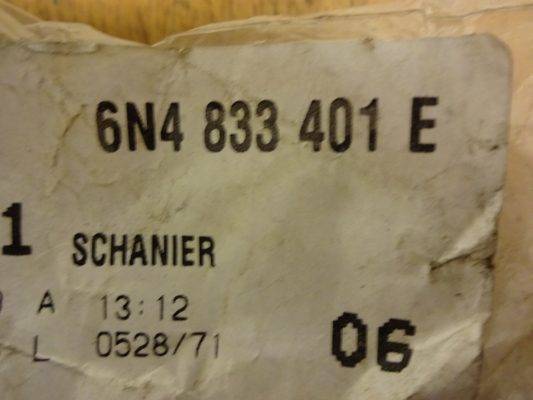 6N4 833 401 E
1 SCHANIER
A 13:12
L 0528/71
06